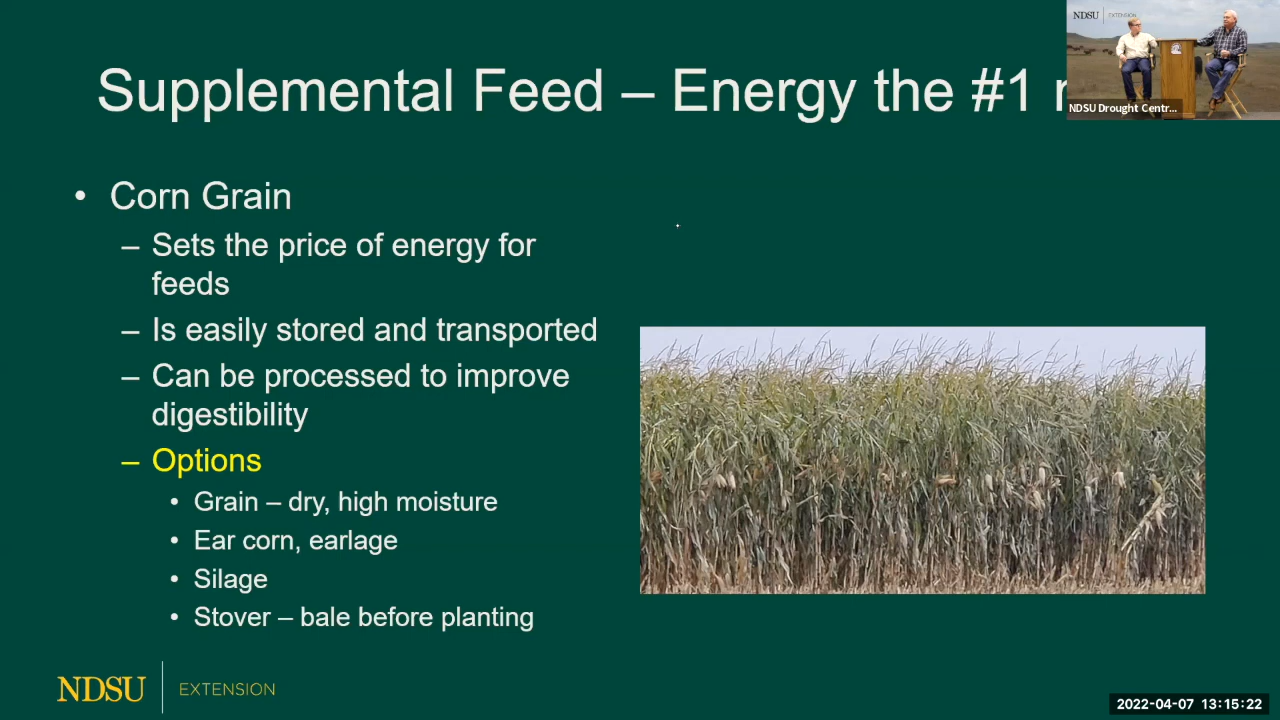 Supplemental Feed – Energy the #1
NDSU EXTENSION
NDSU Drought Centr...
• Corn Grain
– Sets the price of energy for
feeds
– Is easily stored and transported
– Can be processed to improve
digestibility
– Options
• Grain – dry, high moisture
• Ear corn, earlage
• Silage
• Stover – bale before planting
NDSU EXTENSION
2022-04-07 13:15:22